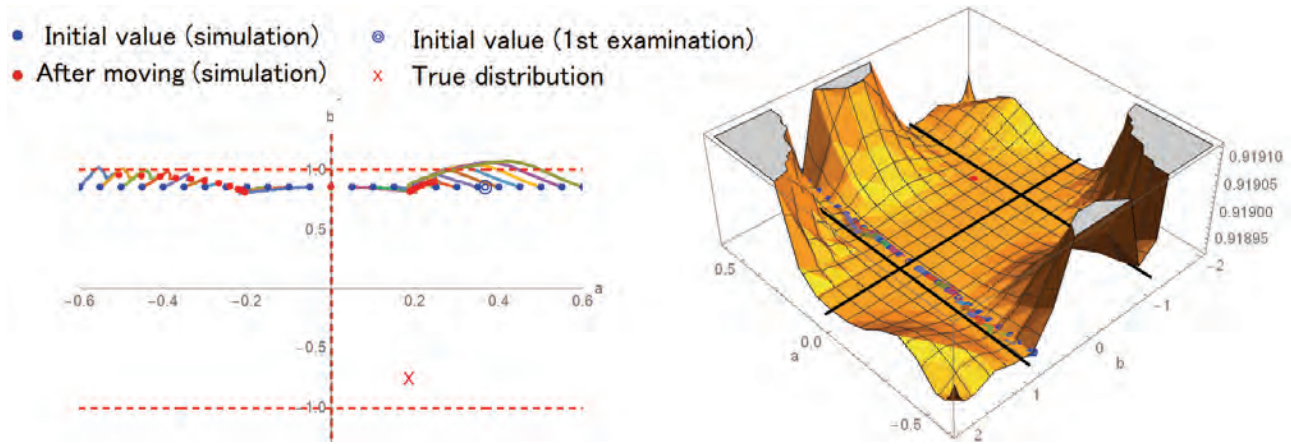 Initial value (simulation)
Initial value (1st examination)
After moving (simulation)
True distribution
b
1.0
0.5
−0.6 −0.4 −0.2 0.2 0.4 a 0.6
−0.5
−1.0
0.91910
0.91905
0.91900
0.91895
0.5
0.0
a
−0.5
−2
−1
0
b
1
2